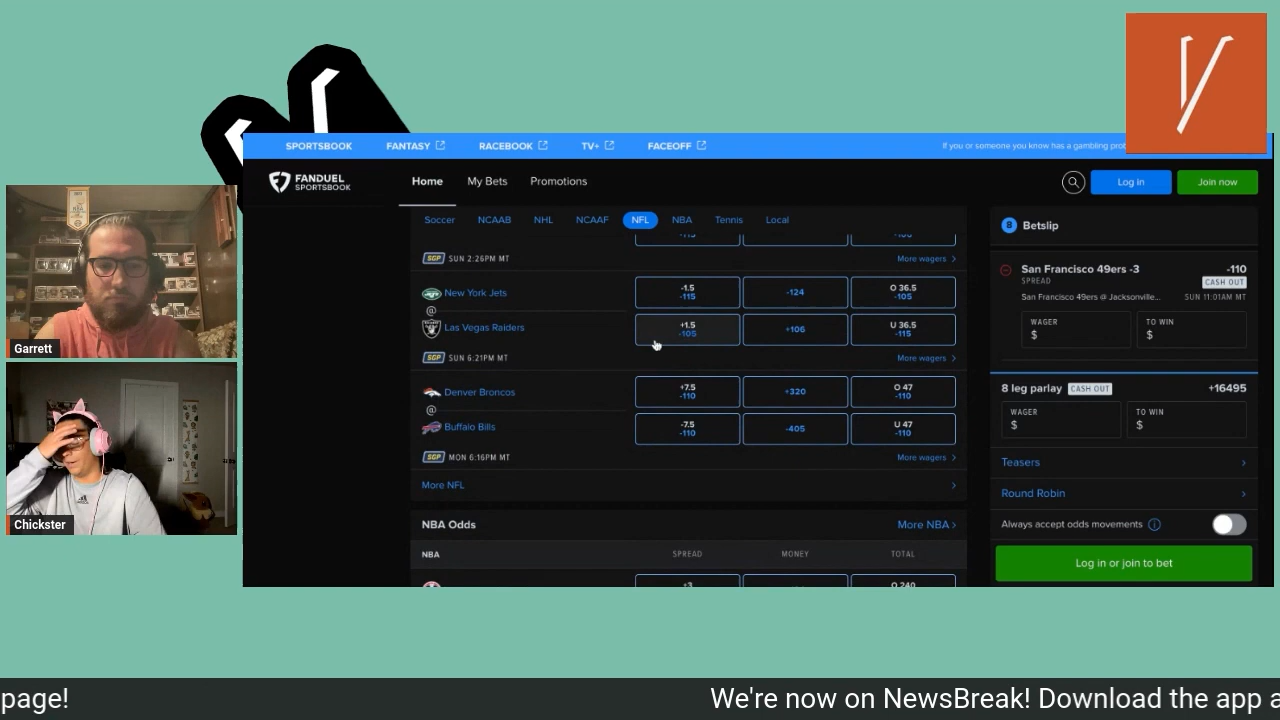 SPORTSBOOK FANTASY RACEBOOK TV+ FACEOFF If you or someone you know has a gambling
FANDUEL
SPORTSBOOK
Home My Bets Promotions
Log in Join now
Soccer NCAAB NHL NCAAF NFL NBA Tennis Local
Betslip
SGP SUN 2:26PM MT More wagers
New York Jets -1.5 -115 -124 O 36.5 -105
@
Las Vegas Raiders +1.5 -105 +106 U 36.5 -115
SGP SUN 6:21PM MT More wagers
Denver Broncos +7.5 -110 +320 O 47 -110
@
Buffalo Bills -7.5 -110 -405 U 47 -110
SGP MON 6:16PM MT More wagers
More NFL
NBA Odds More NBA
NBA SPREAD MONEY TOTAL
+3 O 240
8
San Francisco 49ers -3 -110
SPREAD CASH OUT
San Francisco 49ers @ Jacksonville... SUN 11:01AM MT
WAGER TO WIN
$ $
8 leg parlay CASH OUT +16495
WAGER TO WIN
$ $
Teasers
Round Robin
Always accept odds movements
Log in or join to bet
Garrett
Chickster
page! We're now on NewsBreak! Download the app